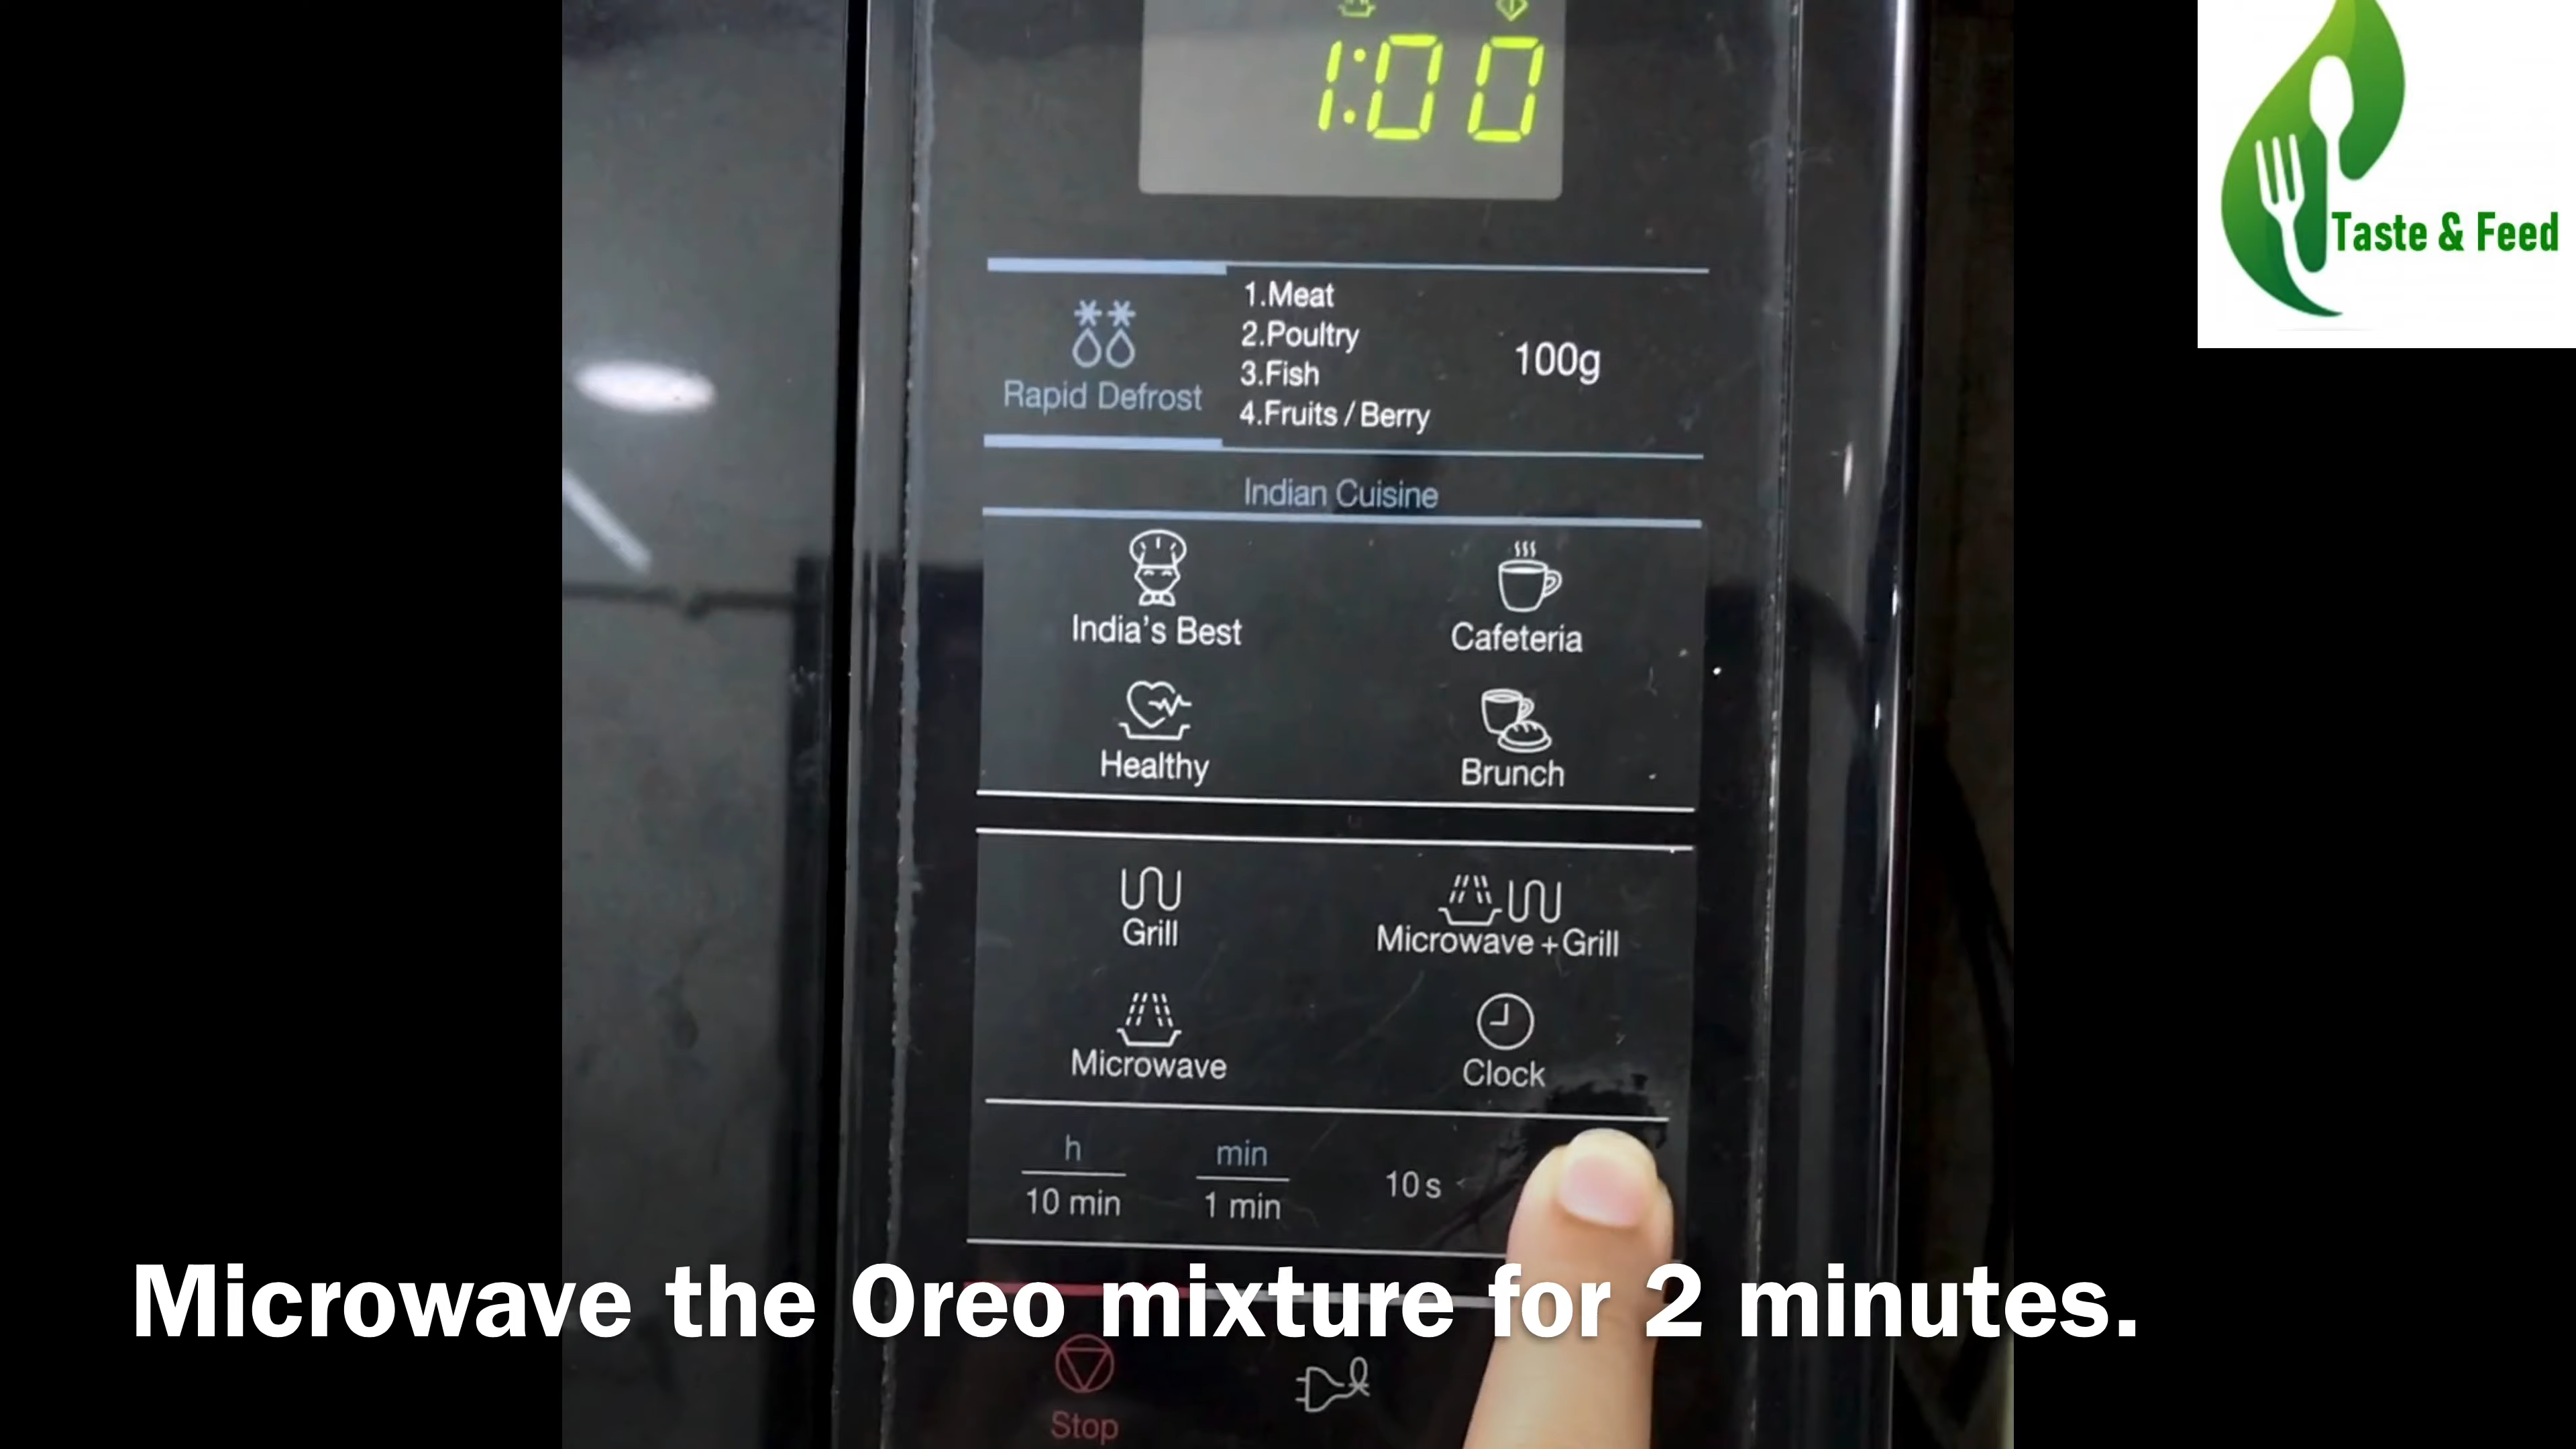 1:00
Taste & Feed
1.Meat
2.Poultry
3.Fish
4.Fruits / Berry
100g
Rapid Defrost
Indian Cuisine
India's Best
Cafeteria
Healthy
Brunch
Grill
Microwave + Grill
Microwave
Clock
h
10 min
min
1 min
10 s
Microwave the Oreo mixture for 2 minutes.
Stop